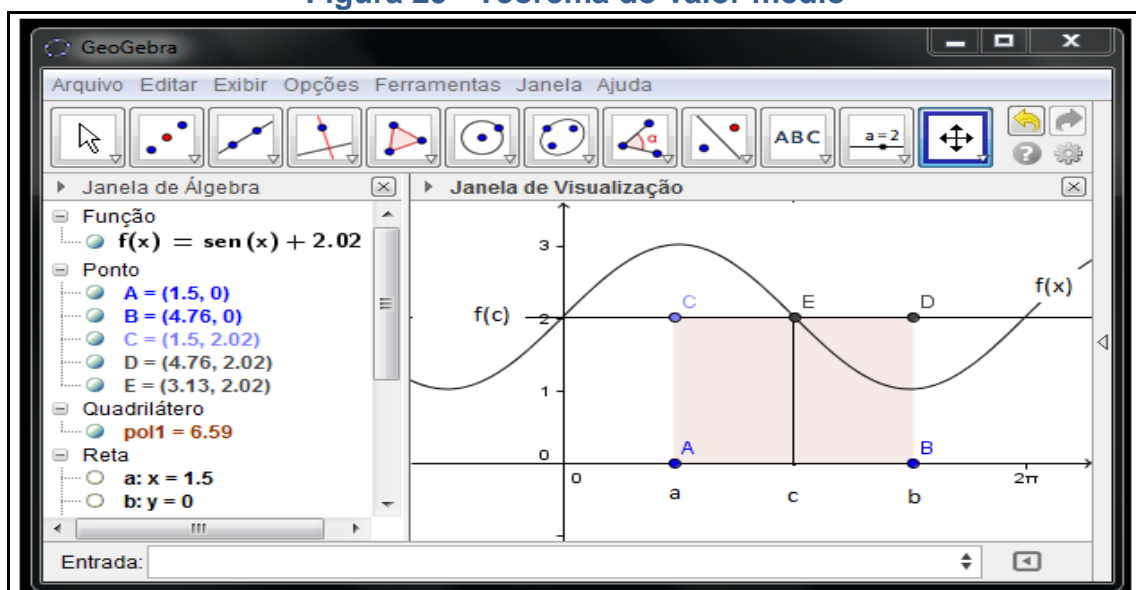 Figura 25 - Teorema do valor médio
GeoGebra
Arquivo Editar Exibir Opções Ferramentas Janela Ajuda
ABC
a=2
α
Janela de Álgebra
Janela de Visualização
Função
f(x) = sen (x) + 2.02
Ponto
A = (1.5, 0)
B = (4.76, 0)
C = (1.5, 2.02)
D = (4.76, 2.02)
E = (3.13, 2.02)
Quadrilátero
pol1 = 6.59
Reta
a: x = 1.5
b: y = 0
3
f(x)
C E D
f(c) 2
1
A B
0
0 2π
a c b
Entrada: